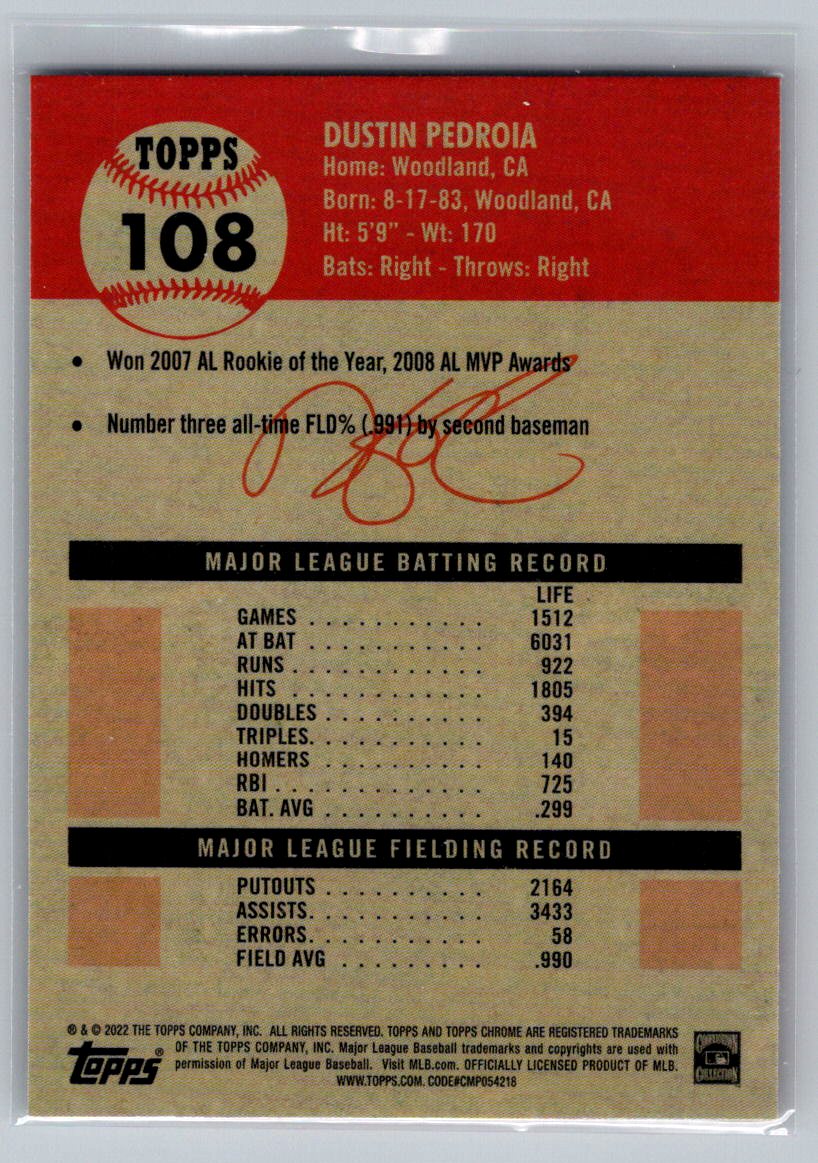 TOPPS
108
DUSTIN PEDROIA
Home: Woodland, CA
Born: 8-17-83, Woodland, CA
Ht: 5'9" - Wt: 170
Bats: Right - Throws: Right
• Won 2007 AL Rookie of the Year, 2008 AL MVP Awards
• Number three all-time FLD% (.991) by second baseman
MAJOR LEAGUE BATTING RECORD
LIFE
GAMES . . . . . . . . . . . 1512
AT BAT . . . . . . . . . . . 6031
RUNS . . . . . . . . . . . . 922
HITS . . . . . . . . . . . . 1805
DOUBLES . . . . . . . . . . 394
TRIPLES. . . . . . . . . . . 15
HOMERS . . . . . . . . . . 140
RBI . . . . . . . . . . . . . 725
BAT. AVG . . . . . . . . . . .299
MAJOR LEAGUE FIELDING RECORD
PUTOUTS . . . . . . . . . . 2164
ASSISTS. . . . . . . . . . . 3433
ERRORS. . . . . . . . . . . 58
FIELD AVG . . . . . . . . . .990
® & © 2022 THE TOPPS COMPANY, INC. ALL RIGHTS RESERVED. TOPPS AND TOPPS CHROME ARE REGISTERED TRADEMARKS
OF THE TOPPS COMPANY, INC. Major League Baseball trademarks and copyrights are used with
permission of Major League Baseball. Visit MLB.com. OFFICIALLY LICENSED PRODUCT OF MLB.
WWW.TOPPS.COM. CODE#CMP054218
topps®
COOPERSTOWN
COLLECTION